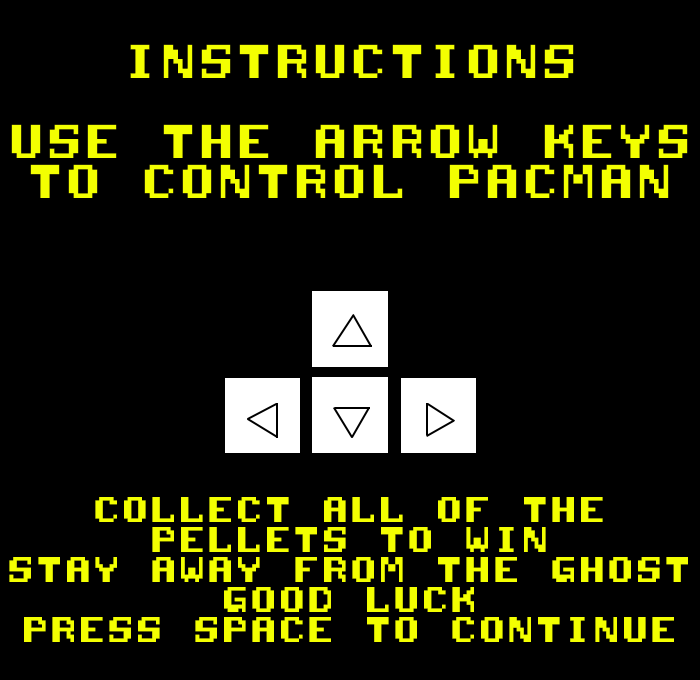 INSTRUCTIONS
USE THE ARROW KEYS
TO CONTROL PACMAN
COLLECT ALL OF THE
PELLETS TO WIN
STAY AWAY FROM THE GHOST
GOOD LUCK
PRESS SPACE TO CONTINUE